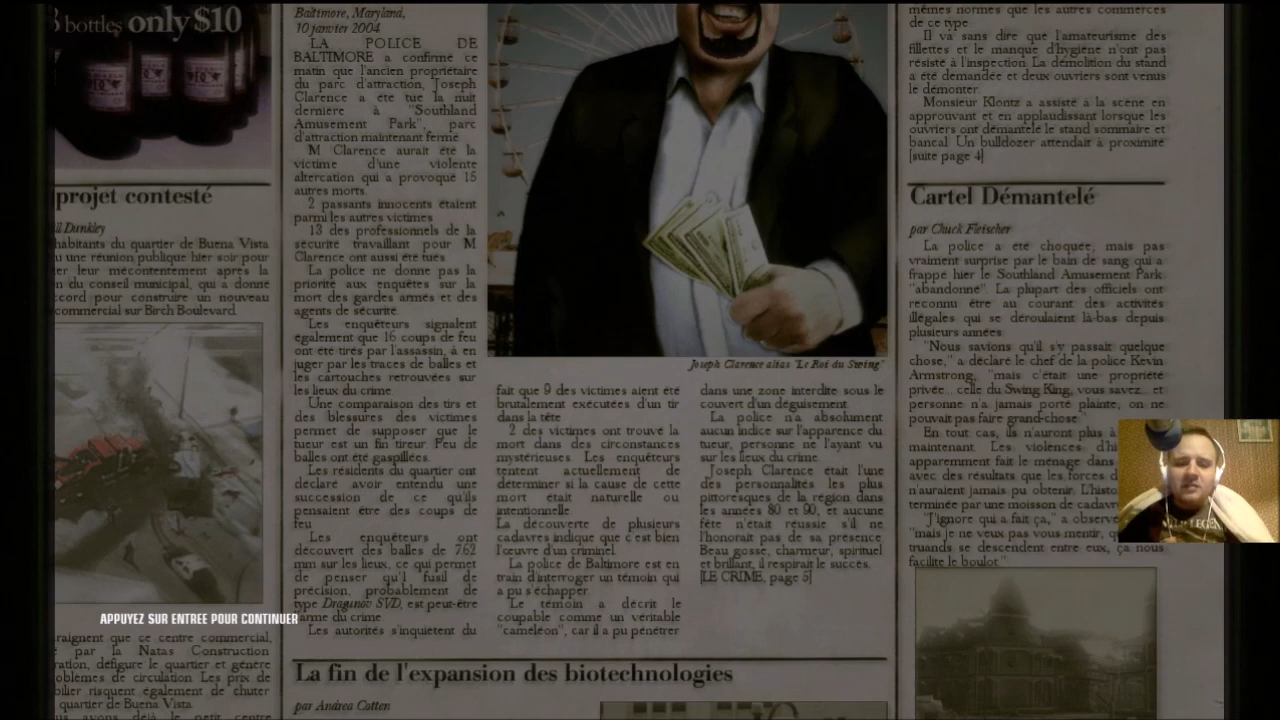 3 bottles only $10
projet contesté
ll Dunkley
habitants du quartier de Buena Vista
u une réunion publique hier soir pour
ter leur mécontentement après la
n du conseil municipal, qui a donné
ccord pour construire un nouveau
commercial sur Birch Boulevard.
APPUYEZ SUR ENTREE POUR CONTINUER
raignent que ce centre commercial,
par la Natas Construction
ration, défigure le quartier et génère
oblèmes de circulation. Les prix de
bilier risquent également de chuter
quartier de Buena Vista.
us avons déjà le petit centre
Baltimore, Maryland,
10 janvier 2004
LA POLICE DE
BALTIMORE a confirmé ce
matin que l'ancien propriétaire
du parc d'attraction, Joseph
Clarence a été tué la nuit
dernière à "Southland
Amusement Park", parc
d'attraction maintenant fermé.
M Clarence aurait été la
victime d'une violente
altercation qui a provoqué 15
autres morts.
2 passants innocents étaient
parmi les autres victimes
13 des professionnels de la
sécurité travaillant pour M
Clarence ont aussi été tués
La police ne donne pas la
priorité aux enquêtes sur la
mort des gardes armés et des
agents de sécurité.
Les enquêteurs signalent
également que 16 coups de feu
ont été tirés par l'assassin, à en
juger par les traces de balles et
les cartouches retrouvées sur
les lieux du crime.
Une comparaison des tirs et
des blessures des victimes
permet de supposer que le
tueur est un fin tireur. Peu de
balles ont été gaspillées.
Les résidents du quartier ont
déclaré avoir entendu une
succession de ce qu'ils
pensaient être des coups de
feu
Les enquêteurs ont
découvert des balles de 7.62
mm sur les lieux, ce qui permet
de penser qu'l fusil de
précision, probablement de
type Dragunov SVD, est peut-être
l'arme du crime
Les autorités s'inquiètent du
Joseph Clarence alias "Le Roi du Swing"
fait que 9 des victimes aient été
brutalement exécutées d'un tir
dans la tête
2 des victimes ont trouvé la
mort dans des circonstances
mystérieuses. Les enquêteurs
tentent actuellement de
déterminer si la cause de cette
mort était naturelle ou
intentionnelle.
La découverte de plusieurs
cadavres indique que c'est bien
l'œuvre d'un criminel.
La police de Baltimore est en
train d'interroger un témoin qui
a pu s'échapper.
Le témoin a décrit le
coupable comme un véritable
"caméléon", car il a pu pénétrer
dans une zone interdite sous le
couvert d'un déguisement.
La police n'a absolument
aucun indice sur l'apparence du
tueur, personne ne l'ayant vu
sur les lieux du crime.
Joseph Clarence était l'une
des personnalités les plus
pittoresques de la région dans
les années 80 et 90, et aucune
fête n'était réussie s'il ne
l'honorait pas de sa présence.
Beau gosse, charmeur, spirituel
et brillant, il respirait le succès.
[LE CRIME, page 5]
La fin de l'expansion des biotechnologies
par Andrea Cotten
mêmes normes que les autres commerces
de ce type
Il va sans dire que l'amateurisme des
fillettes et le manque d'hygiène n'ont pas
résisté à l'inspection. La démolition du stand
a été demandée et deux ouvriers sont venus
le démonter.
Monsieur Klontz a assisté à la scène en
approuvant et en applaudissant lorsque les
ouvriers ont démantelé le stand sommaire et
bancal. Un bulldozer attendait à proximité
[suite page 4]
Cartel Démantelé
par Chuck Fleischer
La police a été choquée, mais pas
vraiment surprise par le bain de sang qui a
frappé hier le Southland Amusement Park
"abandonné". La plupart des officiels ont
reconnu être au courant des activités
illégales qui se déroulaient là-bas depuis
plusieurs années.
"Nous savions qu'il s'y passait quelque
chose," a déclaré le chef de la police Kevin
Armstrong, "mais c'était une propriété
privée... celle du Swing King, vous savez... et
personne n'a jamais porté plainte, on ne
pouvait pas faire grand-chose."
En tout cas, ils n'auront plus à
maintenant. Les violences d'hi
apparemment fait le ménage dans
avec des résultats que les forces d
n'auraient jamais pu obtenir. L'histo
terminée par une moisson de cadavr
"J'ignore qui a fait ça," a observé
"mais je ne veux pas vous mentir, q
truands se descendent entre eux, ça nous
facilite le boulot."